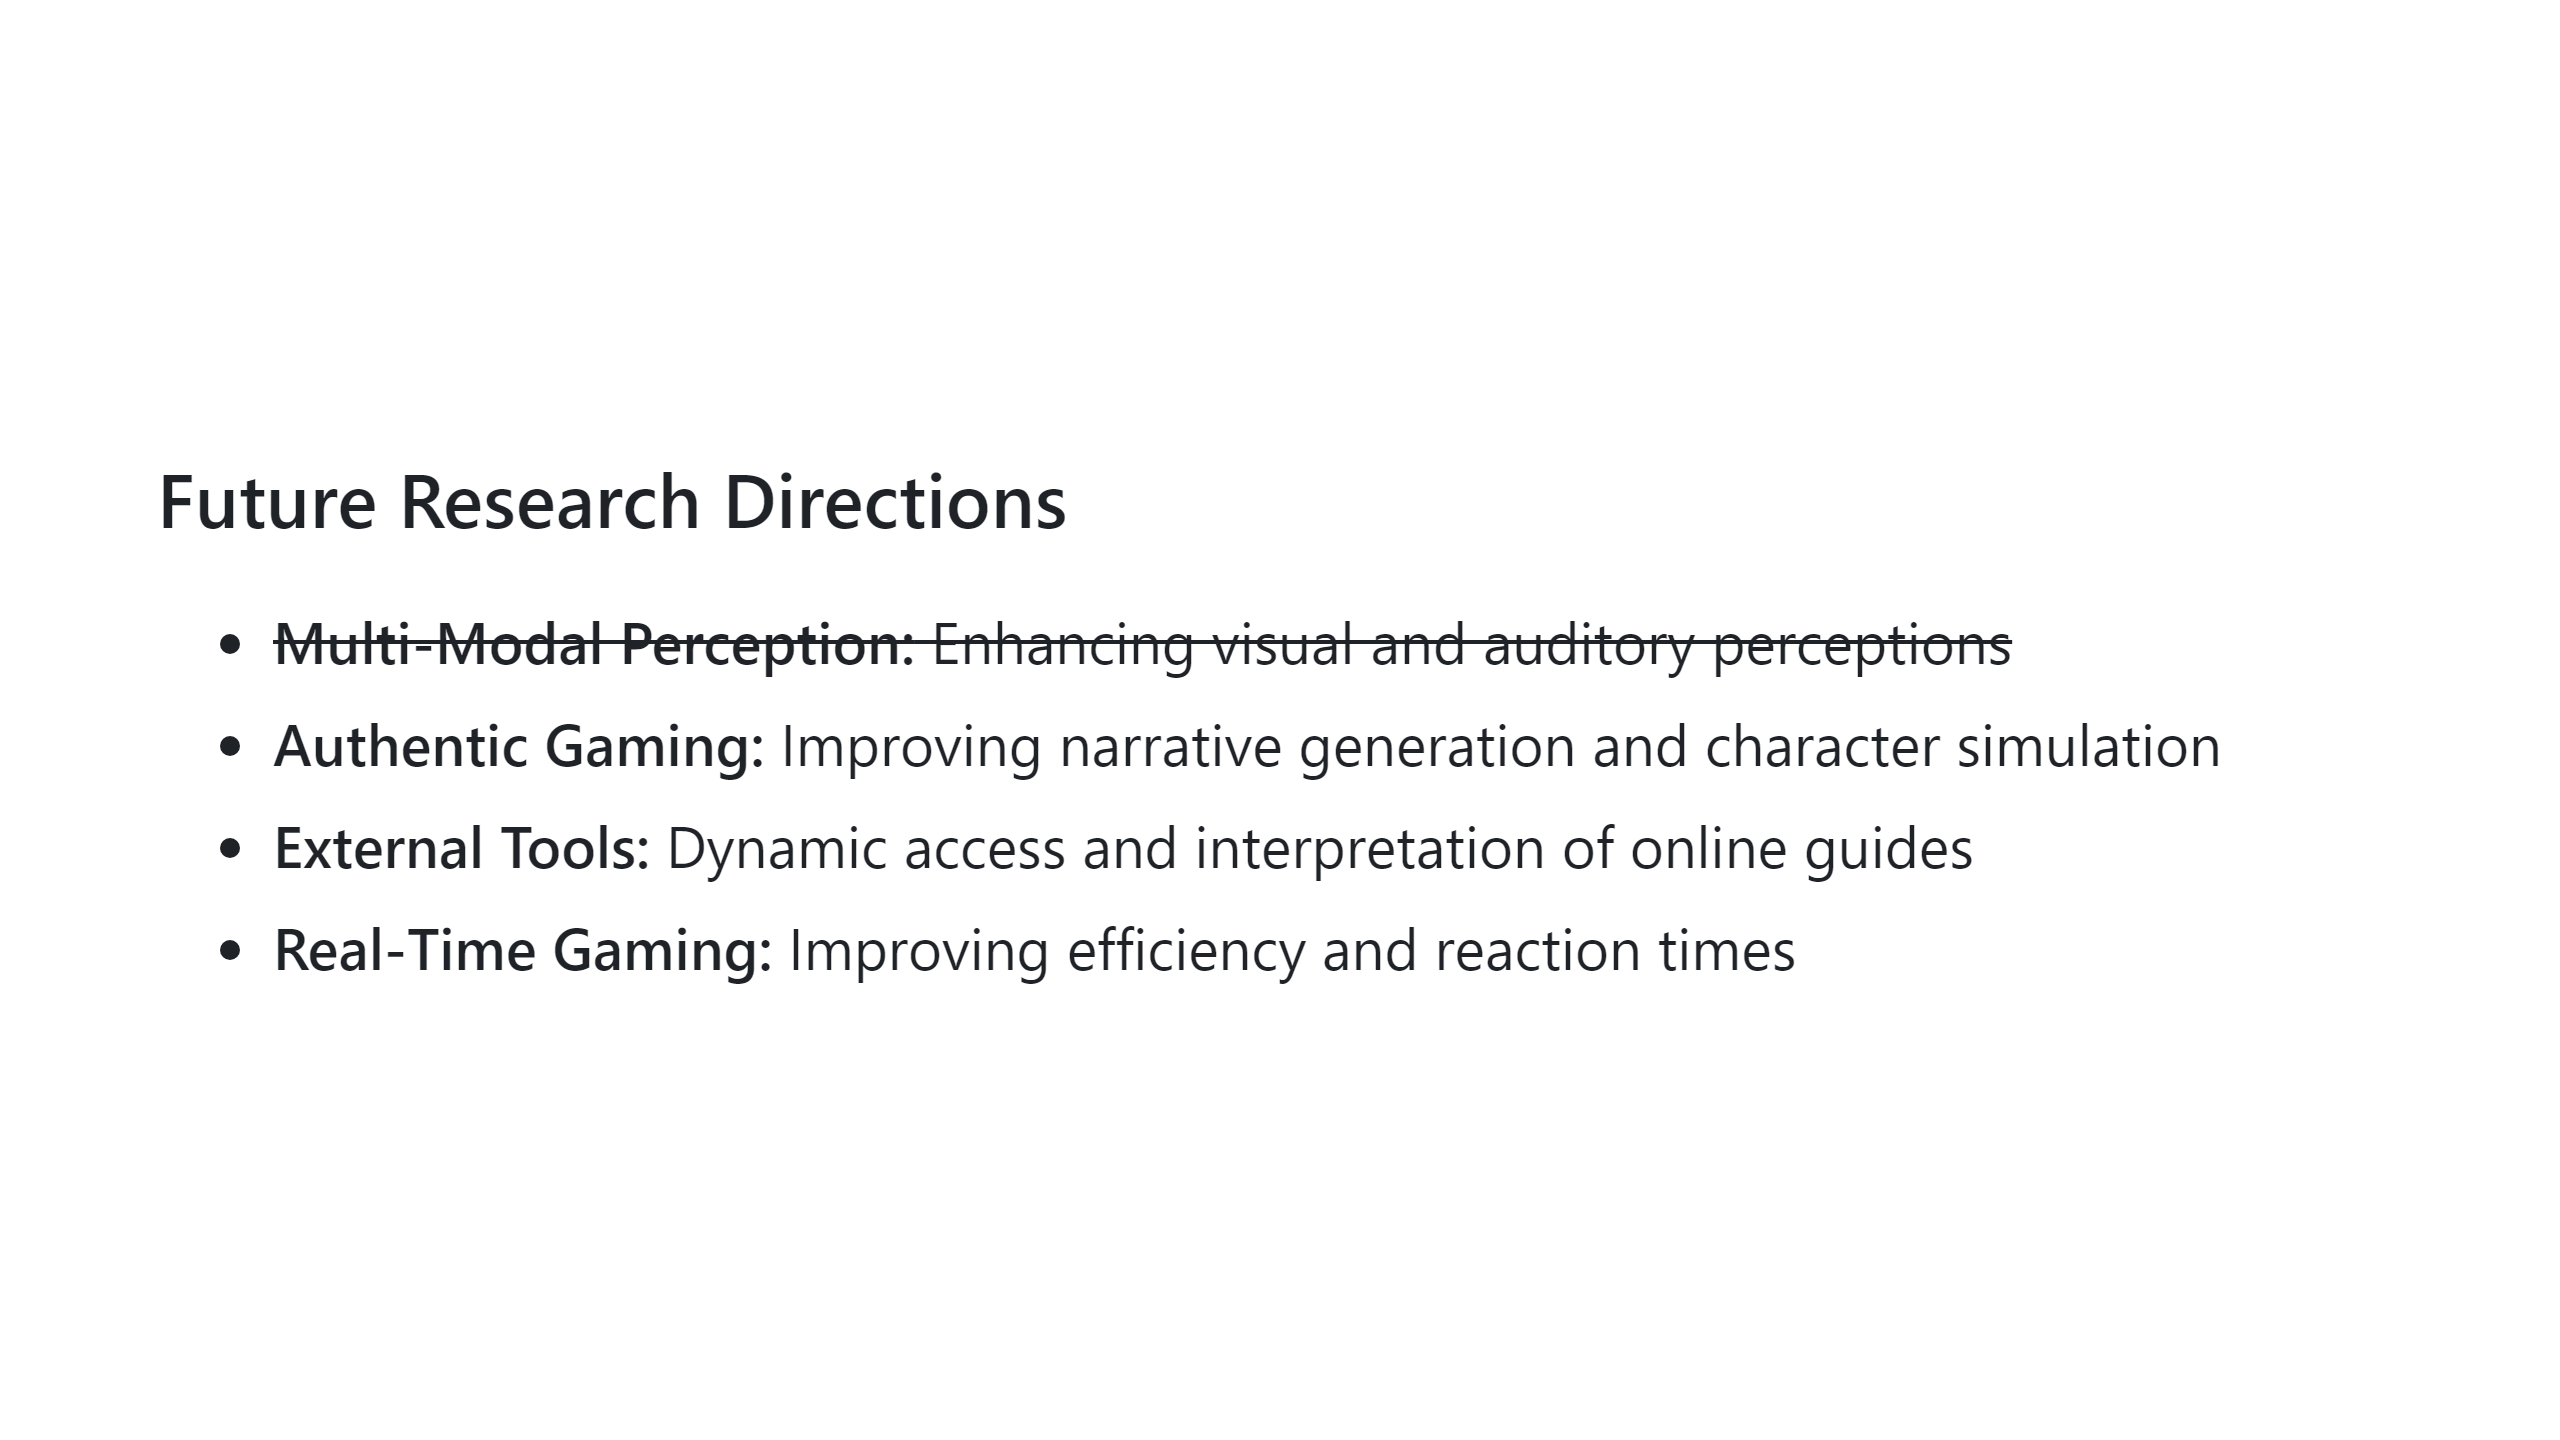 Future Research Directions
Multi-Modal Perception: Enhancing visual and auditory perceptions
Authentic Gaming: Improving narrative generation and character simulation
External Tools: Dynamic access and interpretation of online guides
Real-Time Gaming: Improving efficiency and reaction times